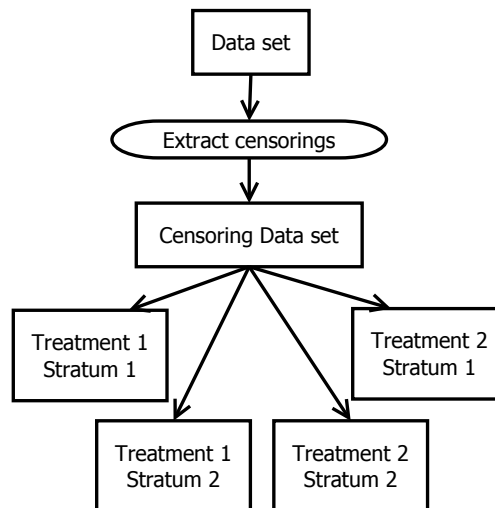 Data set
Extract censorings
Censoring Data set
Treatment 1
Stratum 1
Treatment 2
Stratum 1
Treatment 1
Stratum 2
Treatment 2
Stratum 2